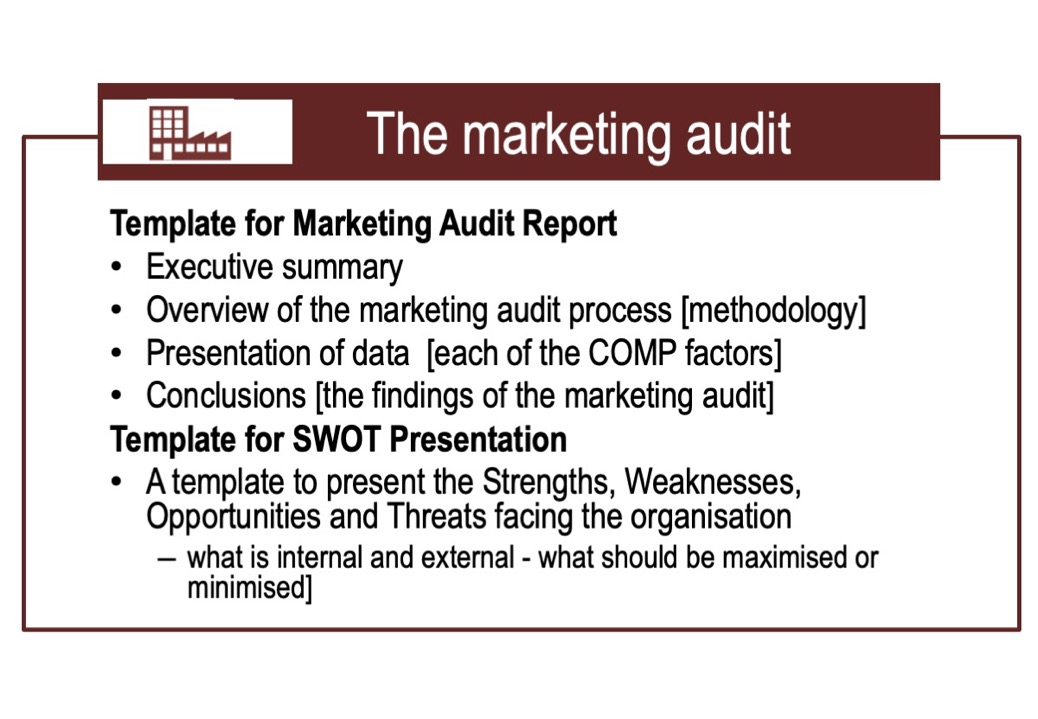 The marketing audit
Template for Marketing Audit Report
• Executive summary
• Overview of the marketing audit process [methodology]
• Presentation of data  [each of the COMP factors]
• Conclusions [the findings of the marketing audit]
Template for SWOT Presentation
• A template to present the Strengths, Weaknesses,
Opportunities and Threats facing the organisation
– what is internal and external - what should be maximised or
minimised]